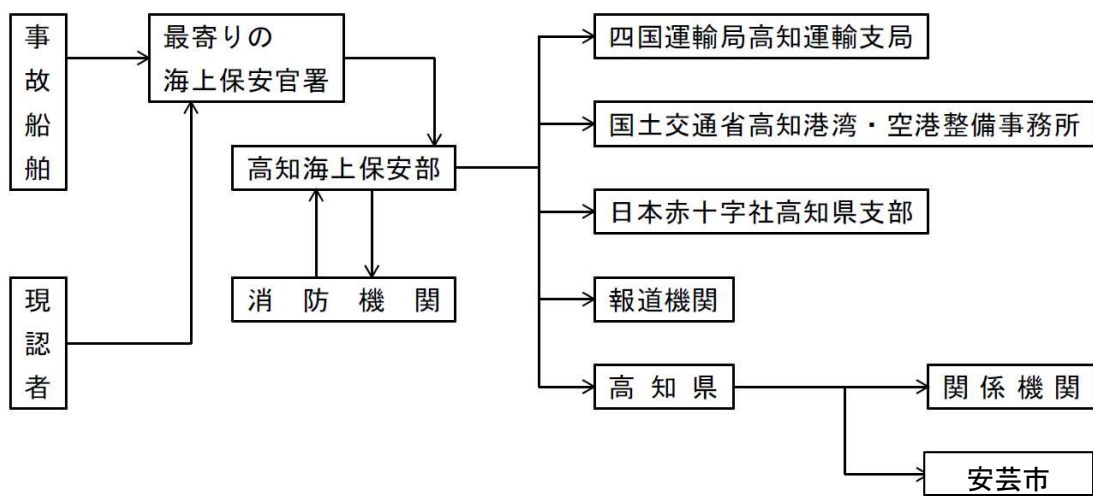 事故船舶
最寄りの
海上保安官署
四国運輸局高知運輸支局
国土交通省高知港湾・空港整備事務所
高知海上保安部
日本赤十字社高知県支部
現認者
消防機関
報道機関
高知県
関係機関
安芸市